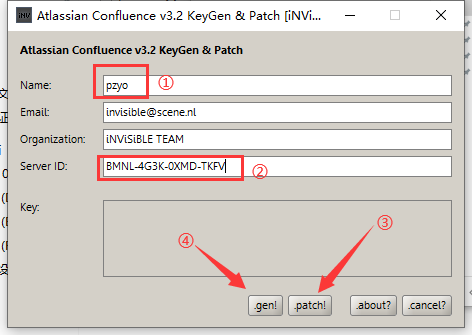 iNV Atlassian Confluence v3.2 KeyGen & Patch [iNVi...
Atlassian Confluence v3.2 KeyGen & Patch
Name: pzyo ①
Email: invisible@scene.nl
Organization: iNViSiBLE TEAM
Server ID: BMNL-4G3K-0XMD-TKFV ②
Key:
④ ③
.gen! .patch! .about? .cancel?